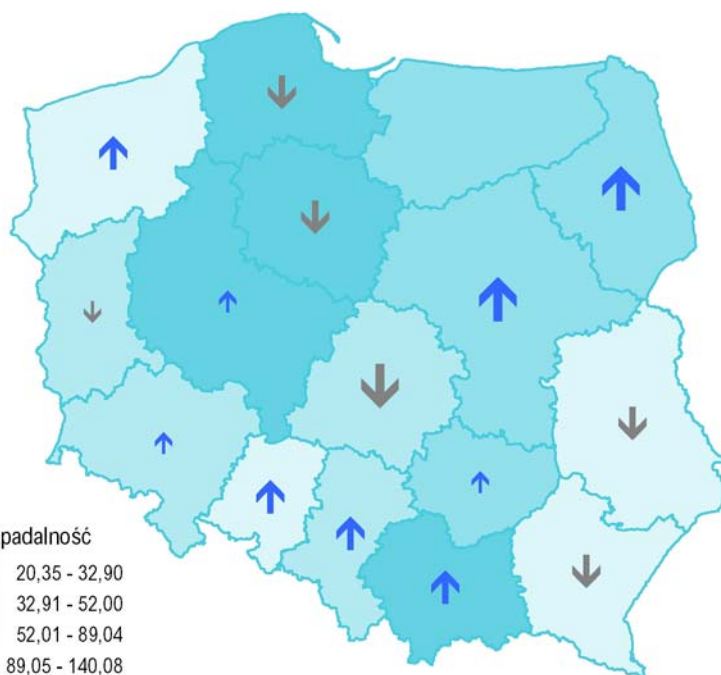 padalność
20,35 - 32,90
32,91 - 52,00
52,01 - 89,04
89,05 - 140,08